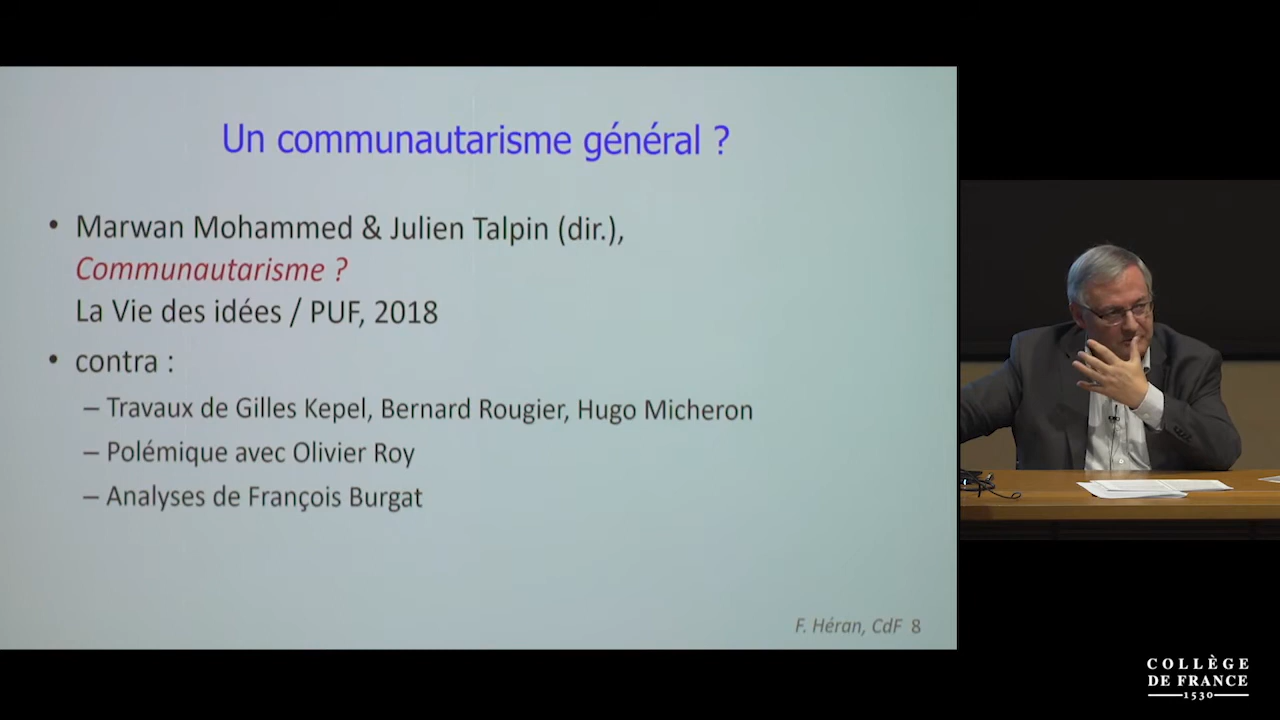 Un communautarisme général ?
• Marwan Mohammed & Julien Talpin (dir.),
Communautarisme ?
La Vie des idées / PUF, 2018
• contra :
– Travaux de Gilles Kepel, Bernard Rougier, Hugo Micheron
– Polémique avec Olivier Roy
– Analyses de François Burgat
F. Héran, CdF 8
COLLÈGE
DE FRANCE
1530